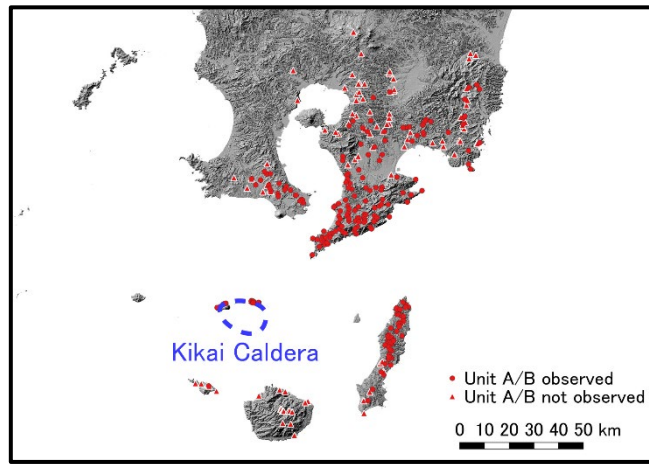 Kikai Caldera
Unit A/B observed
Unit A/B not observed
0 10 20 30 40 50 km